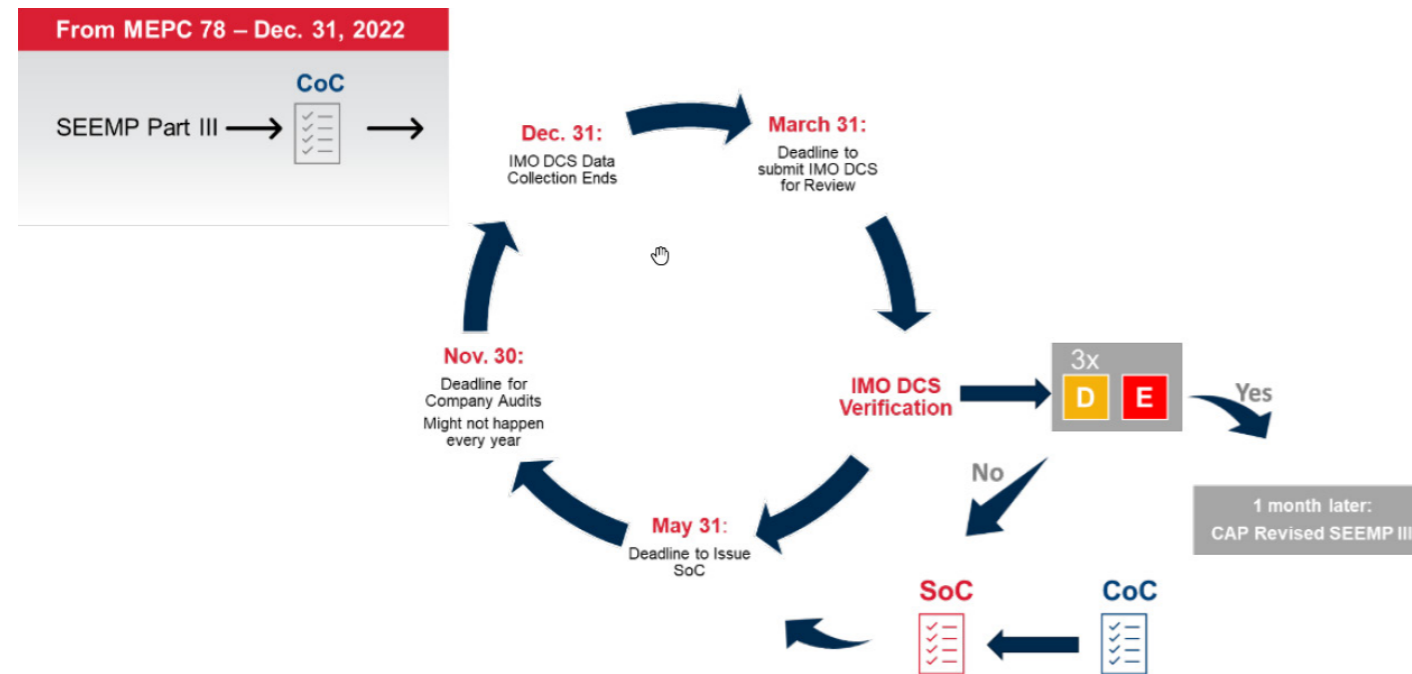 From MEPC 78 – Dec. 31, 2022
SEEMP Part III
CoC
Dec. 31:
IMO DCS Data
Collection Ends
March 31:
Deadline to
submit IMO DCS
for Review
IMO DCS
Verification
3x
D E
Yes
No
1 month later:
CAP Revised SEEMP III
SoC
CoC
May 31:
Deadline to Issue
SoC
Nov. 30:
Deadline for
Company Audits
Might not happen
every year